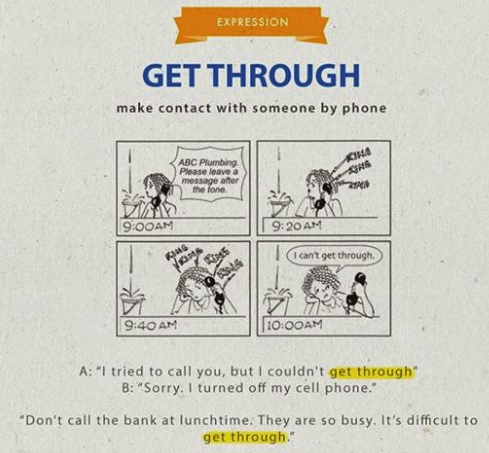 EXPRESSION
GET THROUGH
make contact with someone by phone
ABC Plumbing.
Please leave a
message after
the tone.
9:00AM
RING
RING
RING
9:20AM
RING
RING
RING
RING
9:40AM
I can't get through.
10:00AM
A: "I tried to call you, but I couldn't get through"
B: "Sorry. I turned off my cell phone."
"Don't call the bank at lunchtime. They are so busy. It's difficult to
get through."